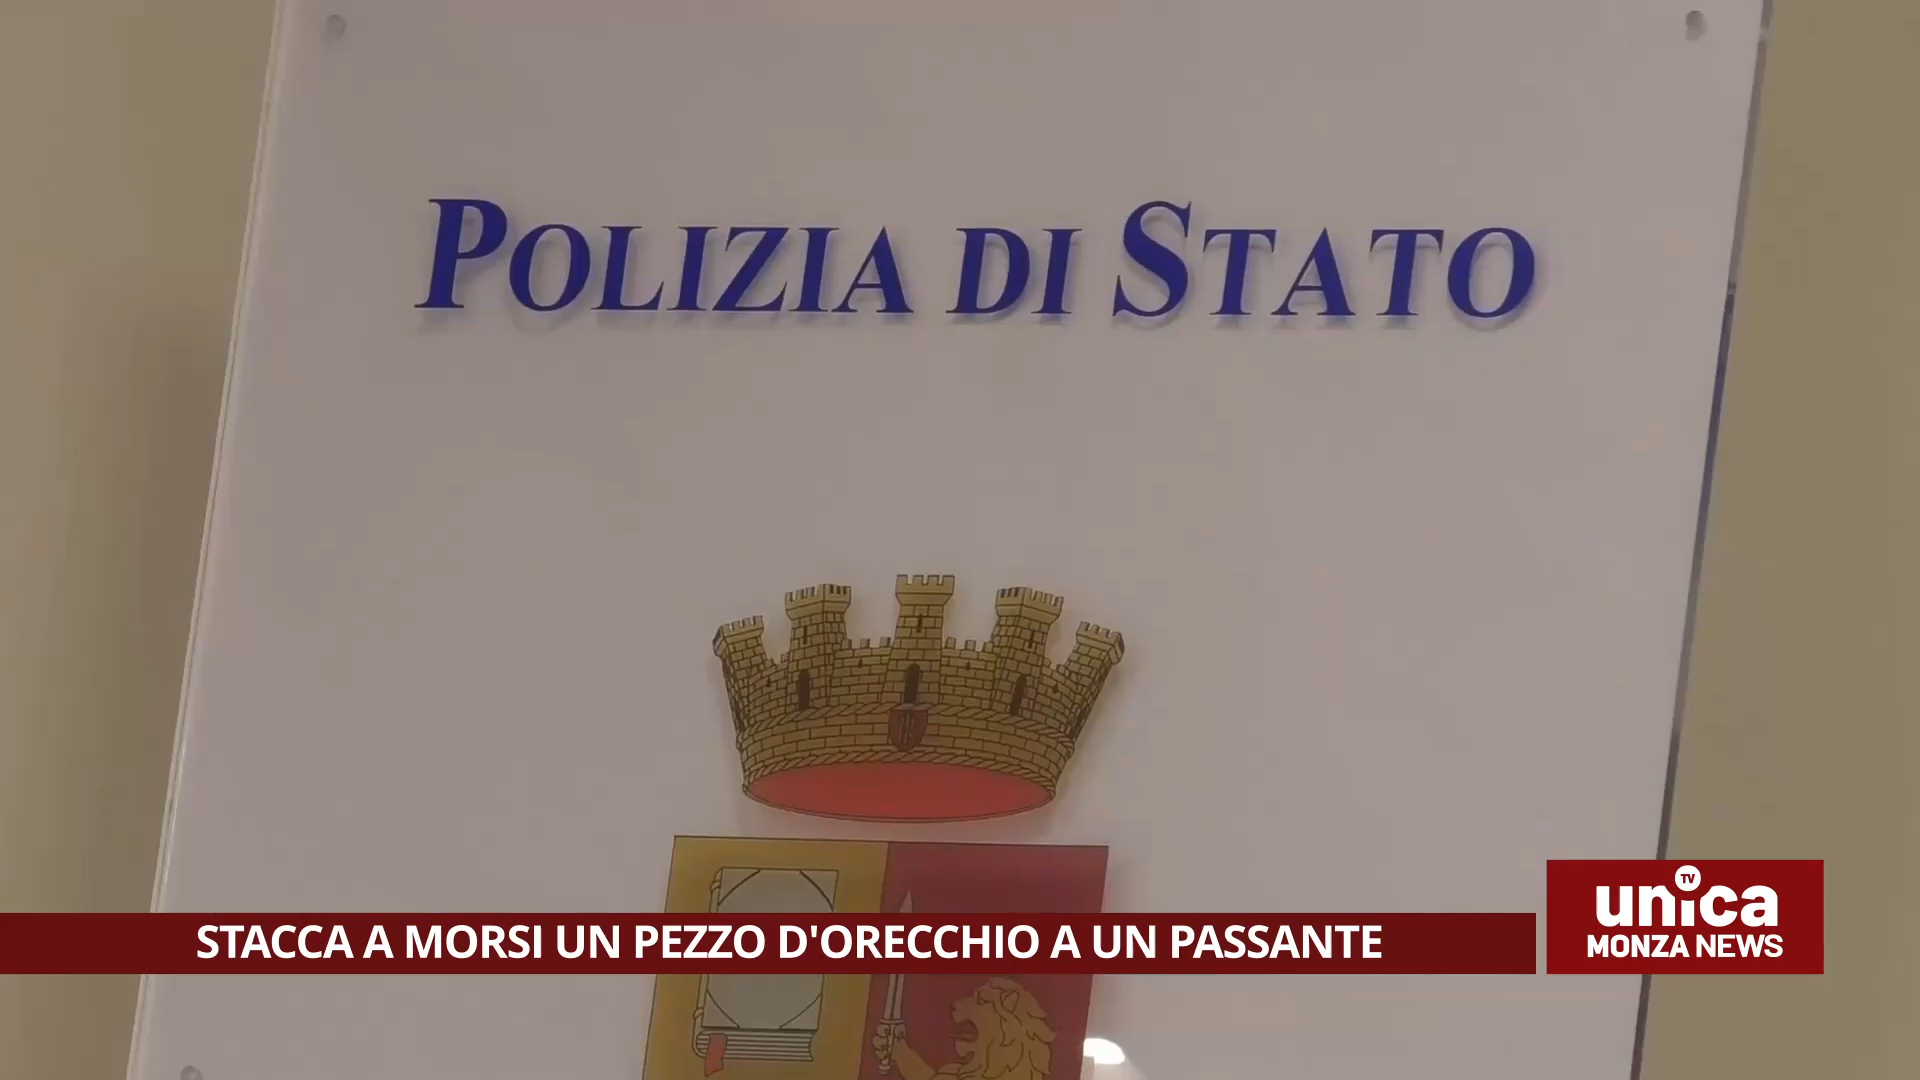 POLIZIA DI STATO
STACCA A MORSI UN PEZZO D'ORECCHIO A UN PASSANTE
TV
unica
MONZA NEWS